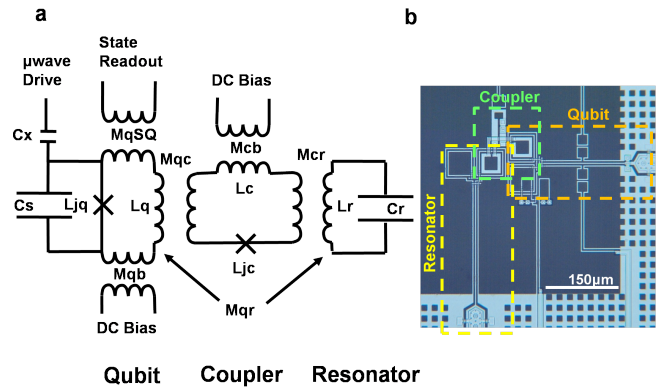 a
b
State
Readout
µwave
Drive
DC Bias
Cx
MqSQ
Mqc
Mcb
Mcr
Cs
Ljq
Lq
Lc
Lr
Cr
Ljc
Mqb
Mqr
DC Bias
Qubit
Coupler
Resonator
Coupler
Qubit
Resonator
150µm